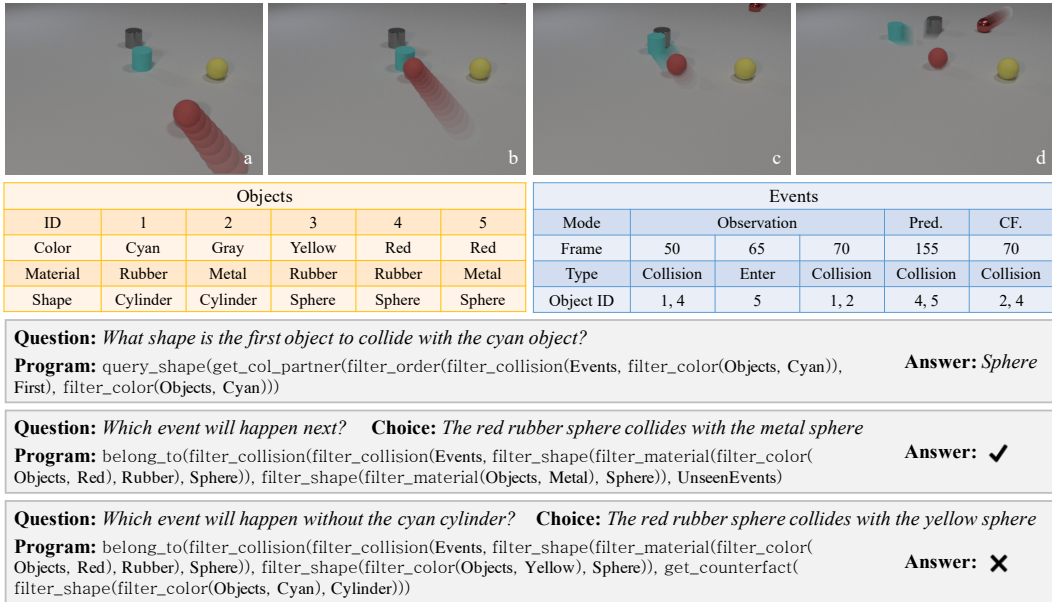 a b c d
Objects
ID 1 2 3 4 5
Color Cyan Gray Yellow Red Red
Material Rubber Metal Rubber Rubber Metal
Shape Cylinder Cylinder Sphere Sphere Sphere
Events
Mode Observation Pred. CF.
Frame 50 65 70 155 70
Type Collision Enter Collision Collision Collision
Object ID 1, 4 5 1, 2 4, 5 2, 4
Question: What shape is the first object to collide with the cyan object?
Program: query_shape(get_col_partner(filter_order(filter_collision(Events, filter_color(Objects, Cyan)),
First), filter_color(Objects, Cyan)))
Answer: Sphere
Question: Which event will happen next? Choice: The red rubber sphere collides with the metal sphere
Program: belong_to(filter_collision(filter_collision(Events, filter_shape(filter_material(filter_color(
Objects, Red), Rubber), Sphere)), filter_shape(filter_material(Objects, Metal), Sphere)), UnseenEvents)
Answer: ✔
Question: Which event will happen without the cyan cylinder? Choice: The red rubber sphere collides with the yellow sphere
Program: belong_to(filter_collision(filter_collision(Events, filter_shape(filter_material(filter_color(
Objects, Red), Rubber), Sphere)), filter_shape(filter_color(Objects, Yellow), Sphere)), get_counterfact(
filter_shape(filter_color(Objects, Cyan), Cylinder)))
Answer: ✖